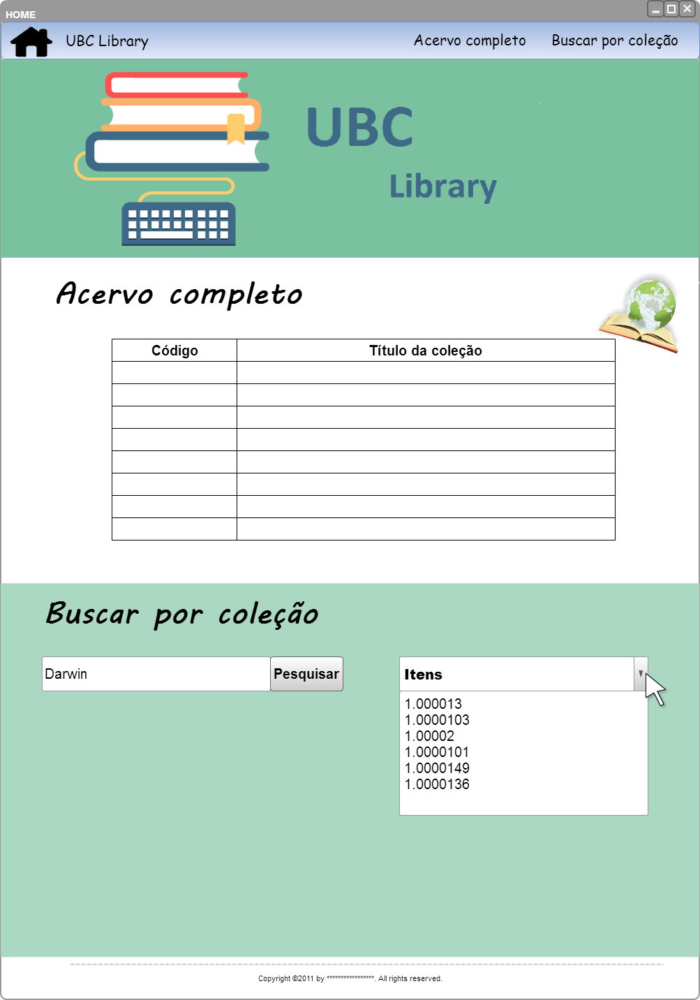 HOME
UBC Library
Acervo completo
Buscar por coleção
UBC
Library
Acervo completo
Código
Título da coleção
Buscar por coleção
Darwin
Pesquisar
Itens
1.000013
1.0000103
1.00002
1.0000101
1.0000149
1.0000136
Copyright ©2011 by *****************. All rights reserved.